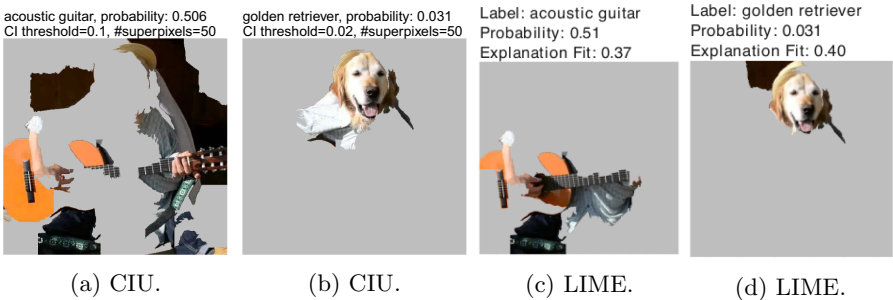 acoustic guitar, probability: 0.506
CI threshold=0.1, #superpixels=50
golden retriever, probability: 0.031
CI threshold=0.02, #superpixels=50
Label: acoustic guitar
Probability: 0.51
Explanation Fit: 0.37
Label: golden retriever
Probability: 0.031
Explanation Fit: 0.40
(a) CIU.
(b) CIU.
(c) LIME.
(d) LIME.